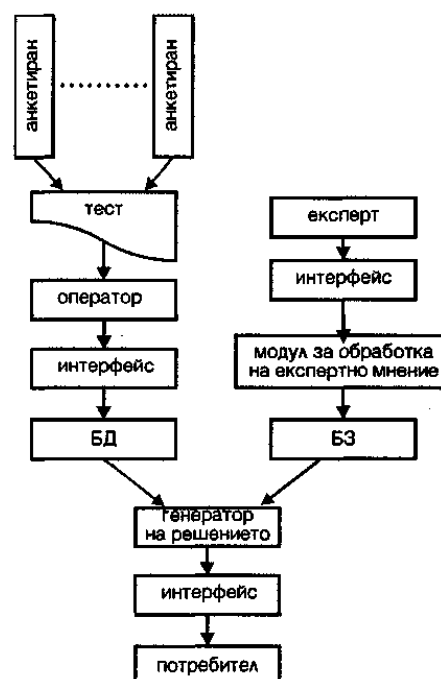 анкетиран
анкетиран
тест
оператор
интерфейс
БД
експерт
интерфейс
модул за обработка
на експертно мнение
БЗ
генератор
на решението
интерфейс
потребител